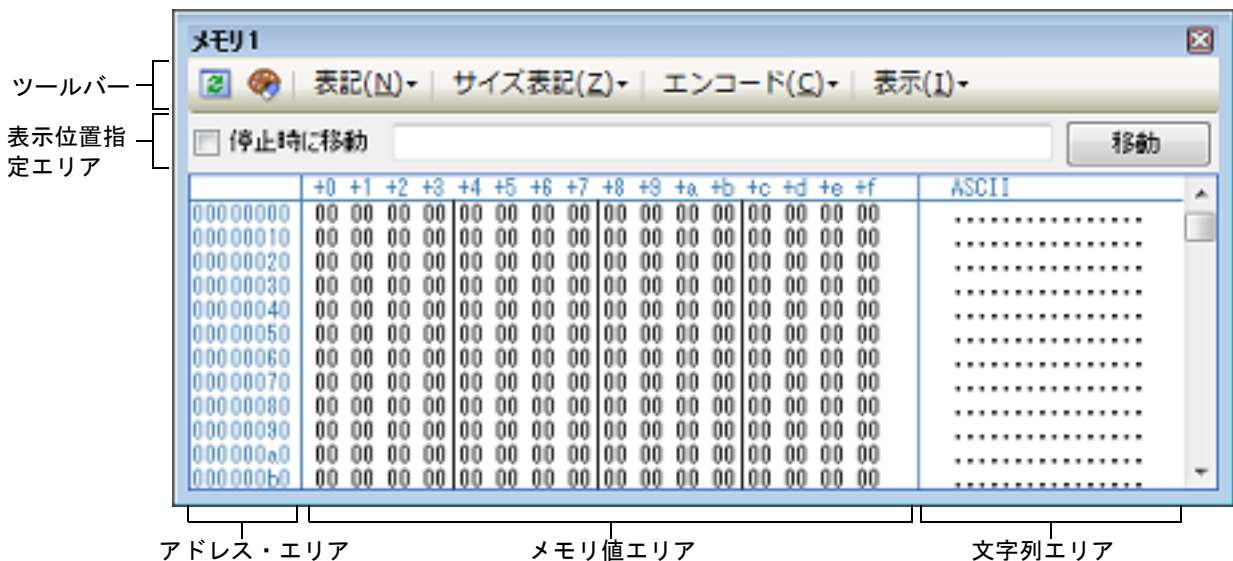 メモリ1
ツールバー
表記(N) サイズ表記(Z) エンコード(C) 表示(I)
表示位置指
定エリア
停止時に移動 移動
+0 +1 +2 +3 +4 +5 +6 +7 +8 +9 +a +b +c +d +e +f ASCII
00000000 00 00 00 00 00 00 00 00 00 00 00 00 00 00 00 00 ................
00000010 00 00 00 00 00 00 00 00 00 00 00 00 00 00 00 00 ................
00000020 00 00 00 00 00 00 00 00 00 00 00 00 00 00 00 00 ................
00000030 00 00 00 00 00 00 00 00 00 00 00 00 00 00 00 00 ................
00000040 00 00 00 00 00 00 00 00 00 00 00 00 00 00 00 00 ................
00000050 00 00 00 00 00 00 00 00 00 00 00 00 00 00 00 00 ................
00000060 00 00 00 00 00 00 00 00 00 00 00 00 00 00 00 00 ................
00000070 00 00 00 00 00 00 00 00 00 00 00 00 00 00 00 00 ................
00000080 00 00 00 00 00 00 00 00 00 00 00 00 00 00 00 00 ................
00000090 00 00 00 00 00 00 00 00 00 00 00 00 00 00 00 00 ................
000000a0 00 00 00 00 00 00 00 00 00 00 00 00 00 00 00 00 ................
000000b0 00 00 00 00 00 00 00 00 00 00 00 00 00 00 00 00 ................
アドレス・エリア メモリ値エリア 文字列エリア